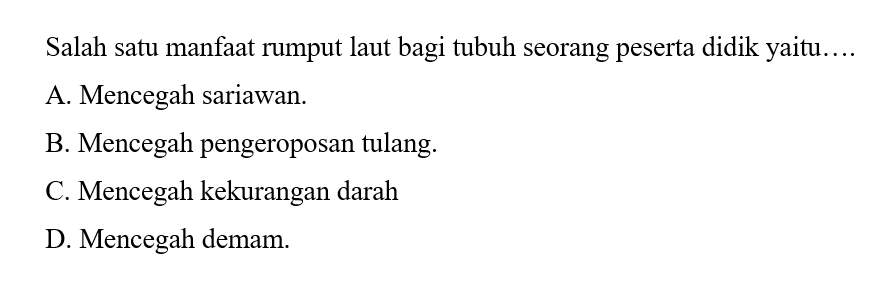 Salah satu manfaat rumput laut bagi tubuh seorang peserta didik yaitu….
A. Mencegah sariawan.
B. Mencegah pengeroposan tulang.
C. Mencegah kekurangan darah
D. Mencegah demam.